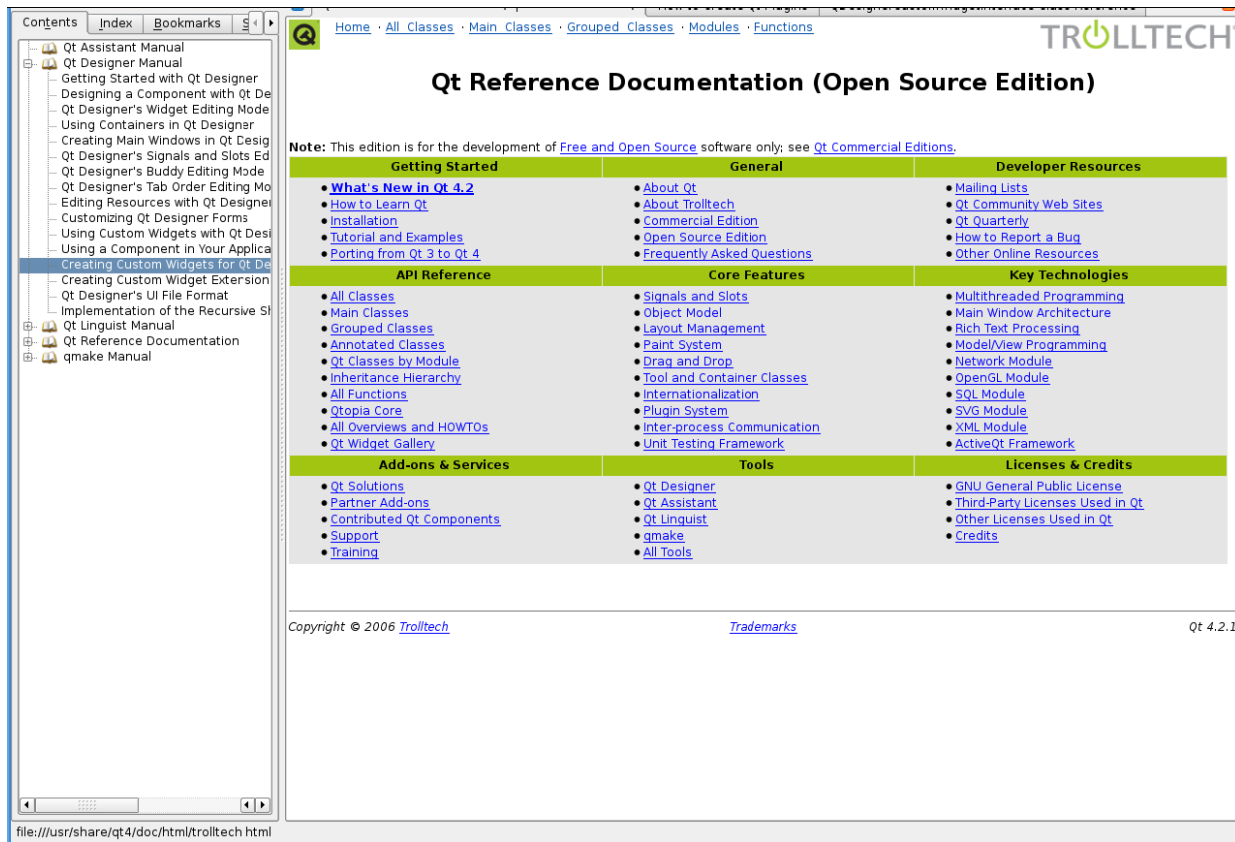 Contents
Index
Bookmarks
S
Qt Assistant Manual
Qt Designer Manual
Getting Started with Qt Designer
Designing a Component with Qt De
Qt Designer's Widget Editing Mode
Using Containers in Qt Designer
Creating Main Windows in Qt Desig
Qt Designer's Signals and Slots Ed
Qt Designer's Buddy Editing Mode
Qt Designer's Tab Order Editing Mo
Editing Resources with Qt Designer
Customizing Qt Designer Forms
Using Custom Widgets with Qt Desi
Using a Component in Your Applica
Creating Custom Widgets for Qt De
Creating Custom Widget Extension
Qt Designer's UI File Format
Implementation of the Recursive Sh
Qt Linguist Manual
Qt Reference Documentation
qmake Manual
Home · All Classes · Main Classes · Grouped Classes · Modules · Functions
TROLLTECH
Qt Reference Documentation (Open Source Edition)
Note: This edition is for the development of Free and Open Source software only; see Qt Commercial Editions.
Getting Started
• What's New in Qt 4.2
• How to Learn Qt
• Installation
• Tutorial and Examples
• Porting from Qt 3 to Qt 4
General
• About Qt
• About Trolltech
• Commercial Edition
• Open Source Edition
• Frequently Asked Questions
Developer Resources
• Mailing Lists
• Qt Community Web Sites
• Qt Quarterly
• How to Report a Bug
• Other Online Resources
API Reference
• All Classes
• Main Classes
• Grouped Classes
• Annotated Classes
• Qt Classes by Module
• Inheritance Hierarchy
• All Functions
• Qtopia Core
• All Overviews and HOWTOs
• Qt Widget Gallery
Core Features
• Signals and Slots
• Object Model
• Layout Management
• Paint System
• Drag and Drop
• Tool and Container Classes
• Internationalization
• Plugin System
• Inter-process Communication
• Unit Testing Framework
Key Technologies
• Multithreaded Programming
• Main Window Architecture
• Rich Text Processing
• Model/View Programming
• Network Module
• OpenGL Module
• SQL Module
• SVG Module
• XML Module
• ActiveQt Framework
Add-ons & Services
• Qt Solutions
• Partner Add-ons
• Contributed Qt Components
• Support
• Training
Tools
• Qt Designer
• Qt Assistant
• Qt Linguist
• qmake
• All Tools
Licenses & Credits
• GNU General Public License
• Third-Party Licenses Used in Qt
• Other Licenses Used in Qt
• Credits
Copyright © 2006 Trolltech
Trademarks
Qt 4.2.1
file:///usr/share/qt4/doc/html/trolltech html